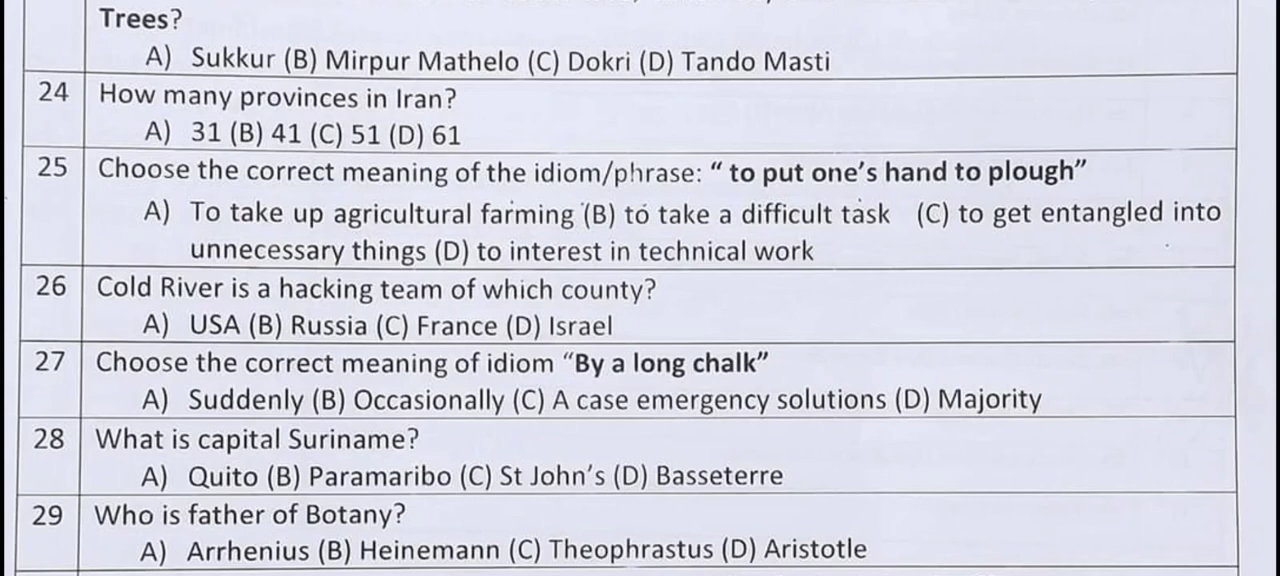 Trees?
A) Sukkur (B) Mirpur Mathelo (C) Dokri (D) Tando Masti
24 How many provinces in Iran?
A) 31 (B) 41 (C) 51 (D) 61
25 Choose the correct meaning of the idiom/phrase: “ to put one’s hand to plough”
A) To take up agricultural farming (B) to take a difficult task (C) to get entangled into
unnecessary things (D) to interest in technical work
26 Cold River is a hacking team of which county?
A) USA (B) Russia (C) France (D) Israel
27 Choose the correct meaning of idiom “By a long chalk”
A) Suddenly (B) Occasionally (C) A case emergency solutions (D) Majority
28 What is capital Suriname?
A) Quito (B) Paramaribo (C) St John’s (D) Basseterre
29 Who is father of Botany?
A) Arrhenius (B) Heinemann (C) Theophrastus (D) Aristotle